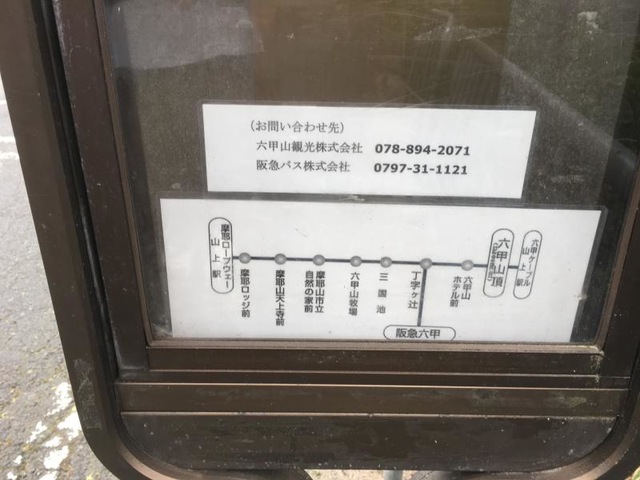 (お問い合わせ先)
六甲山観光株式会社 078-894-2071
阪急バス株式会社 0797-31-1121
摩耶ロープウェー
山上駅
摩耶ロッジ前
摩耶山天上寺前
摩耶山市立
自然の家前
六甲山牧場
三国池
丁字ヶ辻
六甲山
ホテル前
六甲山頂
六甲ケーブル
山上駅
阪急六甲